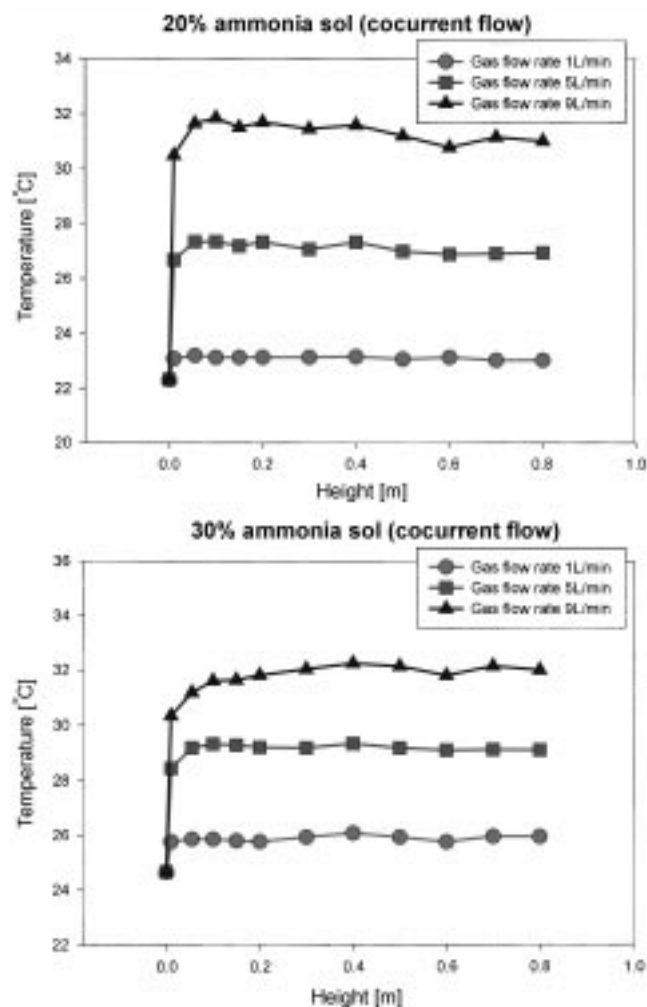 20% ammonia sol (cocurrent flow)
Gas flow rate 1L/min
Gas flow rate 5L/min
Gas flow rate 9L/min
34
32
30
28
26
24
22
20
Temperature [°C]
0.0 0.2 0.4 0.6 0.8 1.0
Height [m]
30% ammonia sol (cocurrent flow)
Gas flow rate 1L/min
Gas flow rate 5L/min
Gas flow rate 9L/min
36
34
32
30
28
26
24
22
Temperature [°C]
0.0 0.2 0.4 0.6 0.8 1.0
Height [m]